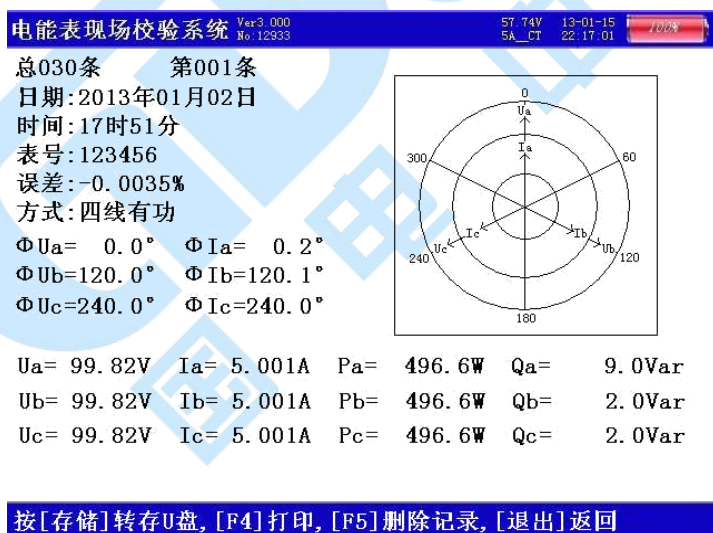 电能表现场校验系统 Ver3.000 No:12933 57.74V 5A__CT 13-01-15 22:17:01 100%
总030条 第001条
日期:2013年01月02日
时间:17时51分
表号:123456
误差:-0.0035%
方式:四线有功
ΦUa= 0.0° ΦIa= 0.2°
ΦUb=120.0° ΦIb=120.1°
ΦUc=240.0° ΦIc=240.0°
0
Ua
Ia
300
60
Ic
Ib
Uc
Ub
240
120
180
Ua= 99.82V Ia= 5.001A Pa= 496.6W Qa= 9.0Var
Ub= 99.82V Ib= 5.001A Pb= 496.6W Qb= 2.0Var
Uc= 99.82V Ic= 5.001A Pc= 496.6W Qc= 2.0Var
按[存储]转存U盘,[F4]打印,[F5]删除记录,[退出]返回